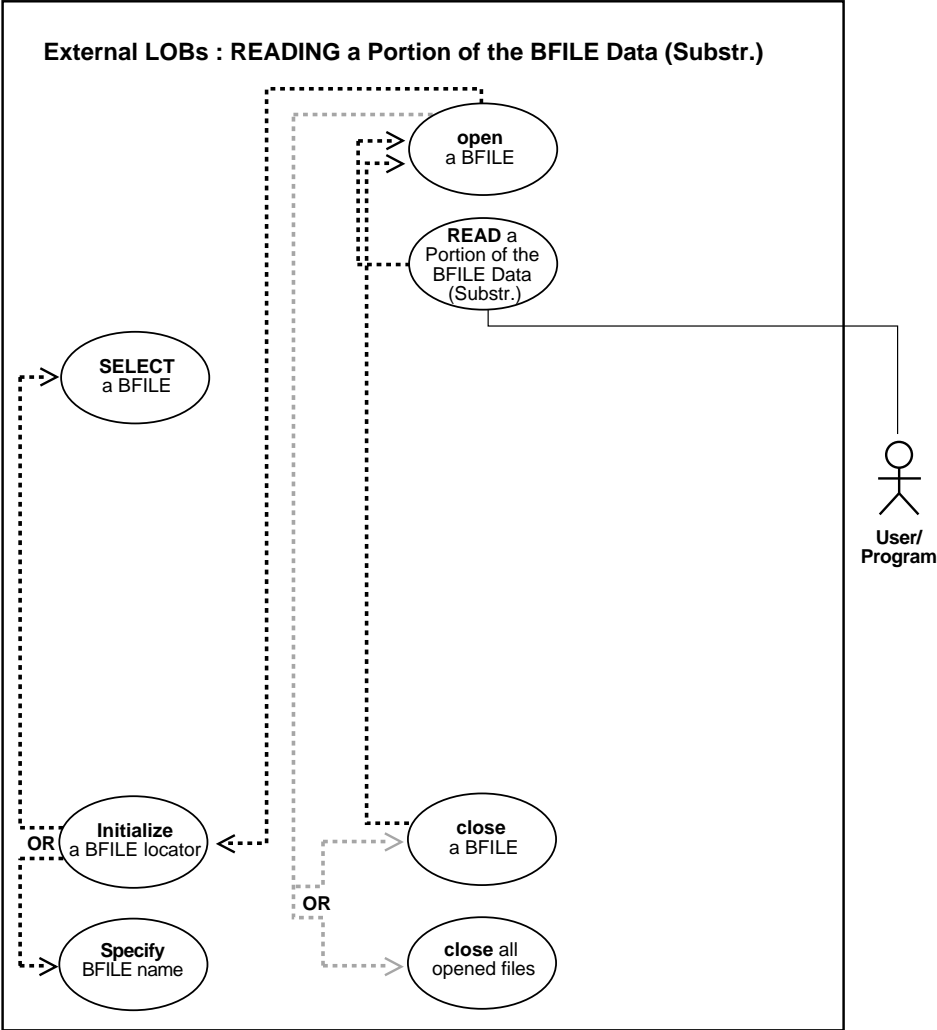 External LOBs : READING a Portion of the BFILE Data (Substr.)
open
a BFILE
READ a
Portion of the
BFILE Data
(Substr.)
SELECT
a BFILE
User/
Program
OR
Initialize
a BFILE locator
close
a BFILE
OR
Specify
BFILE name
close all
opened files